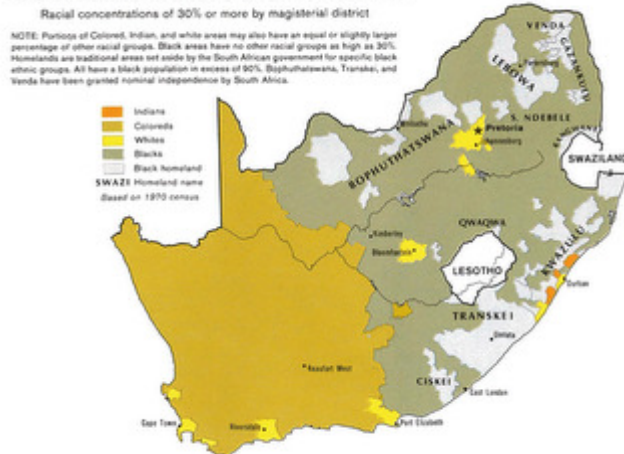 Racial concentrations of 30% or more by magisterial district
NOTE: Portions of Colored, Indian, and white areas may also have an equal or slightly larger
percentage of other racial groups. Black areas have no other racial groups as high as 30%.
Homelands are traditional areas set aside by the South African government for specific black
ethnic groups. All have a black population in excess of 90%. Bophuthatswana, Transkei, and
Venda have been granted nominal independence by South Africa.
Indians
Coloreds
Whites
Blacks
Black homeland
SWAZI Homeland name
Based on 1970 census
VENDA
GAZANKULU
LEBOWA
Pietersburg
S. NDEBELE
Pretoria
Johannesburg
KANGWANE
SWAZILAND
Mmabatho
BOPHUTHATSWANA
QWAQWA
Kimberley
Bloemfontein
LESOTHO
KWAZULU
Durban
TRANSKEI
Umtata
Beaufort West
CISKEI
East London
Cape Town
Riversdale
Port Elizabeth